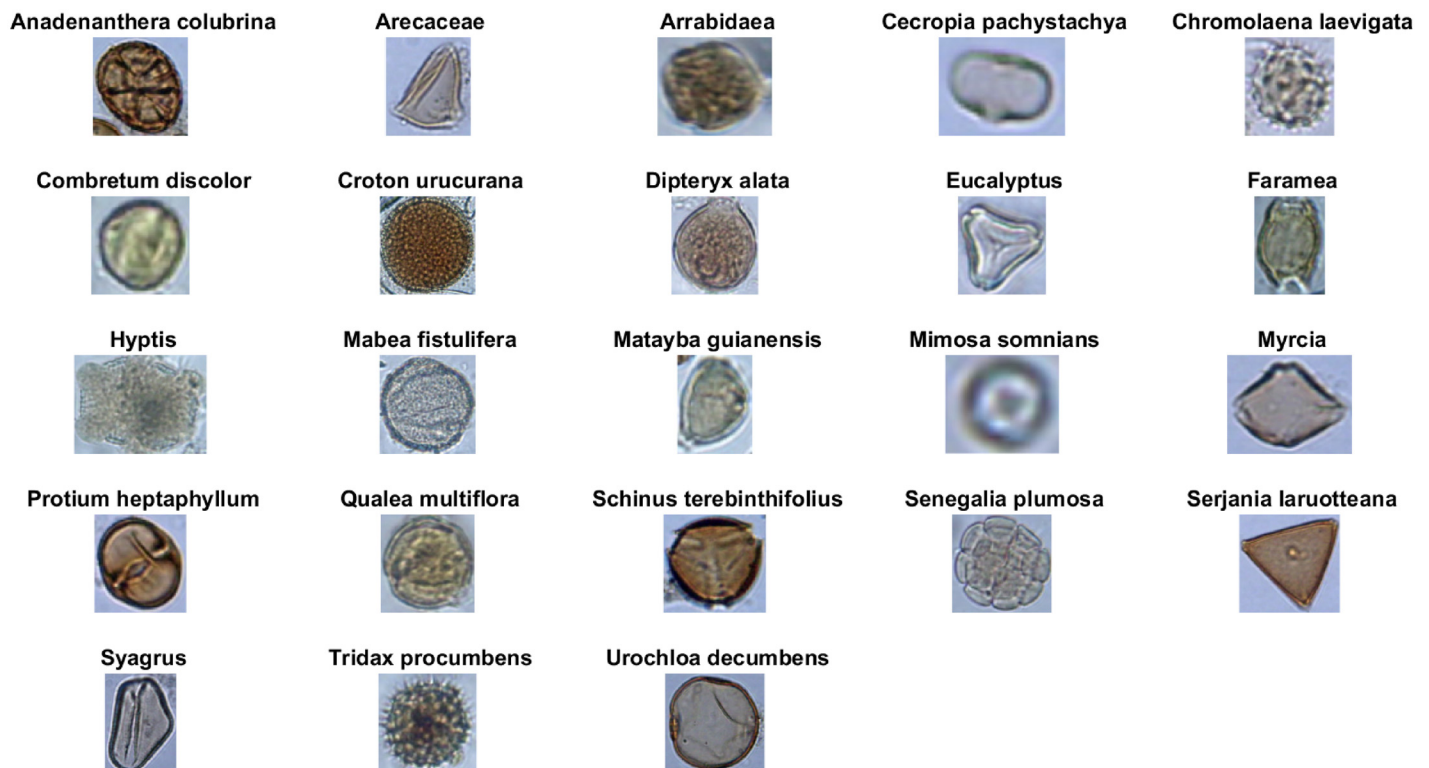 Anadenanthera colubrina Arecaceae Arrabidaea Cecropia pachystachya Chromolaena laevigata
Combretum discolor Croton urucurana Dipteryx alata Eucalyptus Faramea
Hyptis Mabea fistulifera Matayba guianensis Mimosa somnians Myrcia
Protium heptaphyllum Qualea multiflora Schinus terebinthifolius Senegalia plumosa Serjania laruotteana
Syagrus Tridax procumbens Urochloa decumbens